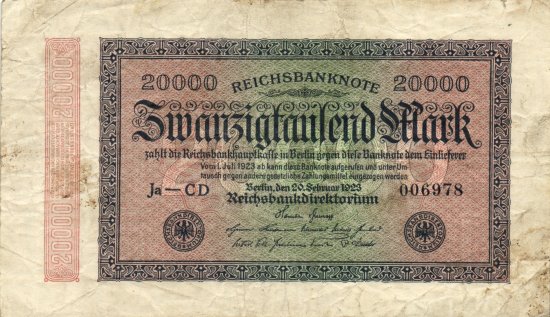 20000 REICHSBANKNOTE 20000
Zwanzigtausend Mark
zahlt die Reichsbankhauptkasse in Berlin gegen diese Banknote dem Einlieferer
Vom 1. Juli 1923 ab kann diese Banknote aufgerufen und unter Um
tausch gegen andere gesetzliche Zahlungsmittel eingezogen werden
Ja—CD Berlin, den 20. Februar 1923 006978
Reichsbankdirektorium
20000
20000